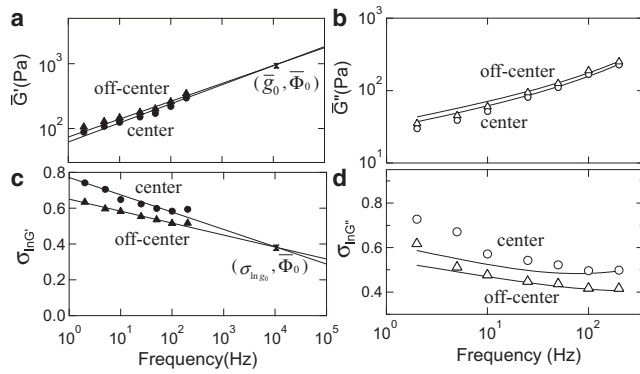 a
Ḡ'(Pa)
10³
10²
off-center
center
(ḡ₀, Φ̄₀)
b
Ḡ"(Pa)
10³
10²
10¹
off-center
center
c
σlnG'
0.8
0.6
0.4
0.2
0.0
center
off-center
(σln g₀, Φ̄₀)
10⁰ 10¹ 10² 10³ 10⁴ 10⁵
Frequency(Hz)
d
σlnG"
0.8
0.6
0.4
center
off-center
10⁰ 10¹ 10²
Frequency (Hz)